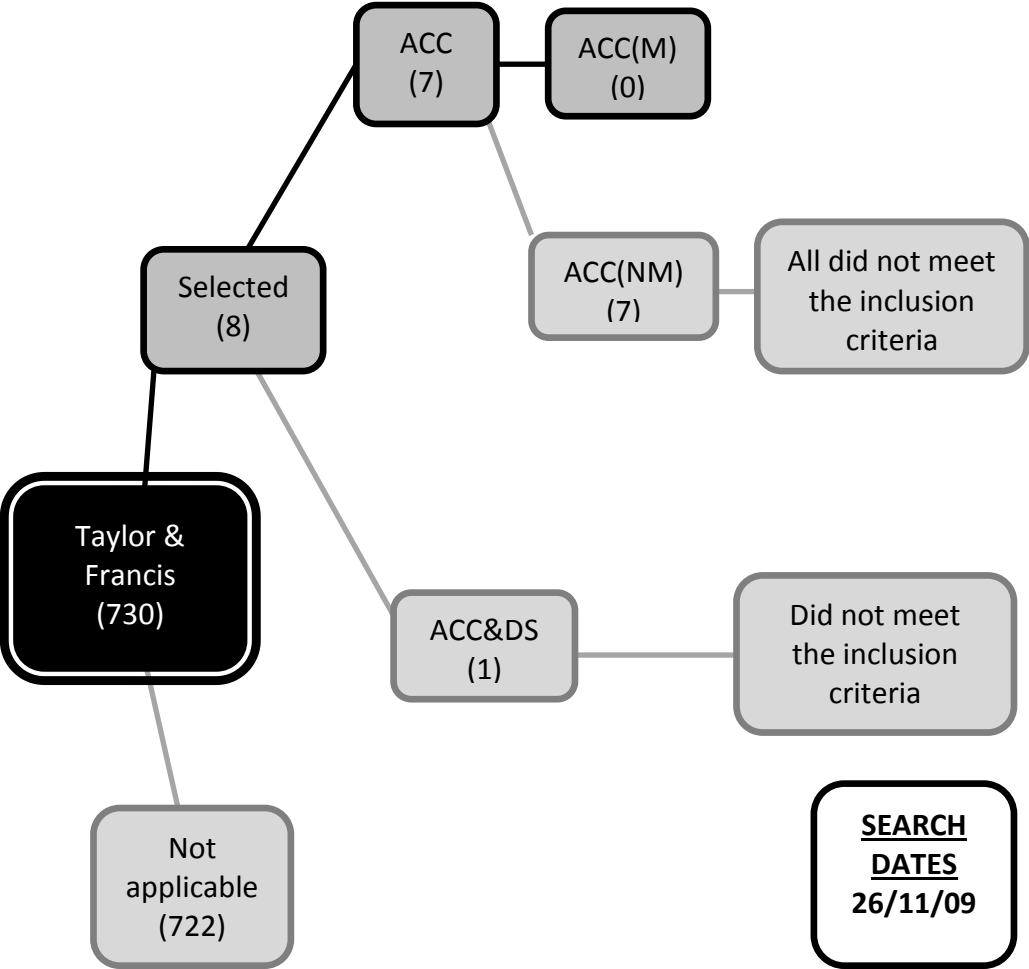 ACC
(7)
ACC(M)
(0)
Selected
(8)
ACC(NM)
(7)
All did not meet
the inclusion
criteria
Taylor &
Francis
(730)
ACC&DS
(1)
Did not meet
the inclusion
criteria
Not
applicable
(722)
SEARCH
DATES
26/11/09